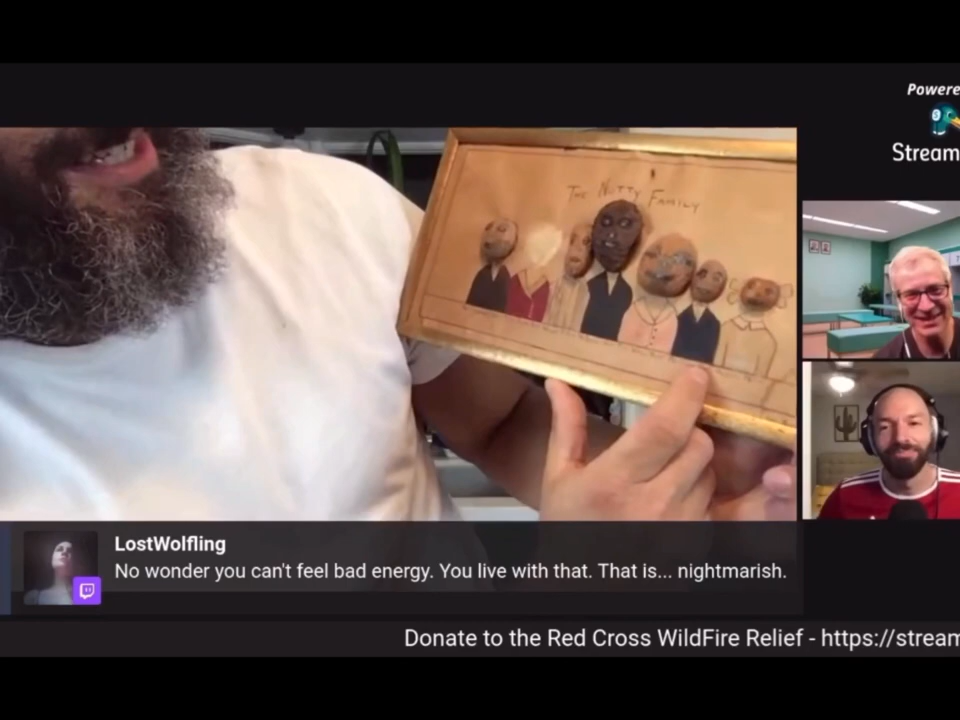 Powere
Stream
THE NUTTY FAMILY
LostWolfling
No wonder you can't feel bad energy. You live with that. That is... nightmarish.
Donate to the Red Cross WildFire Relief - https://stream